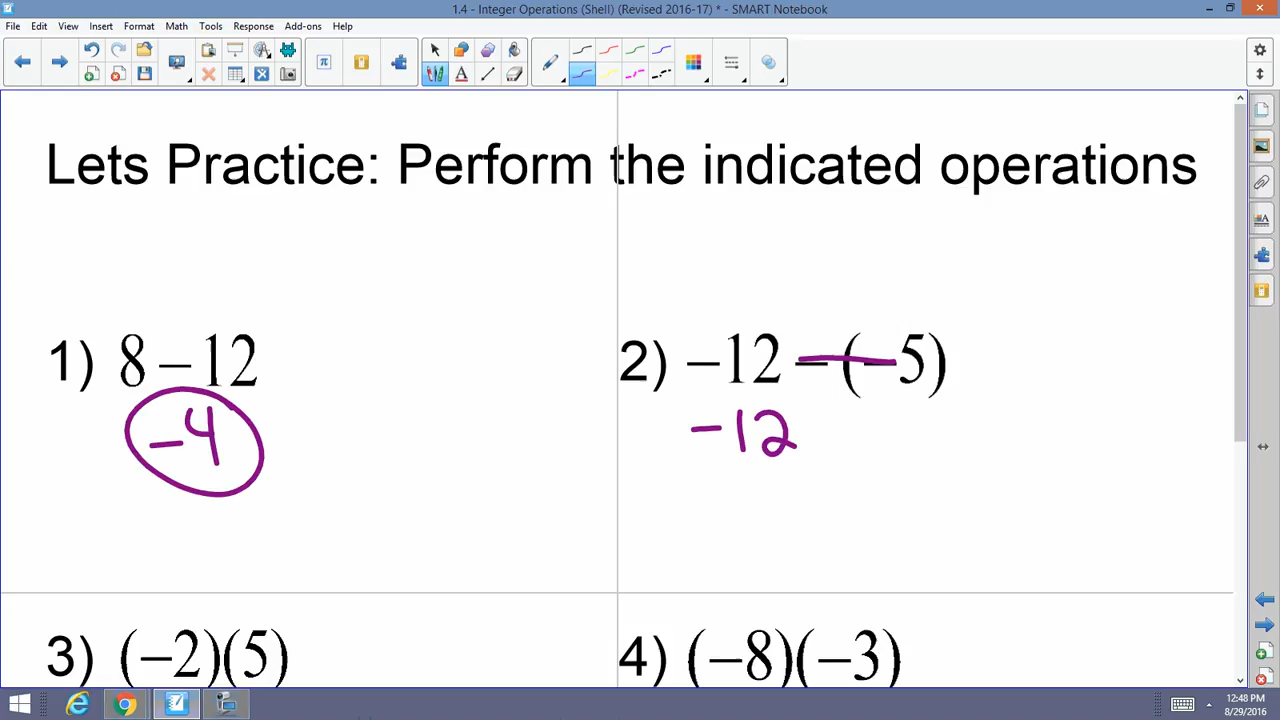 1.4 - Integer Operations (Shell) (Revised 2016-17) * - SMART Notebook
File Edit View Insert Format Math Tools Response Add-ons Help
Lets Practice: Perform the indicated operations
1) 8 – 12
-4
2) –12 – (–5)
-12
3) (–2)(5)
4) (–8)(–3)
12:48 PM
8/29/2016